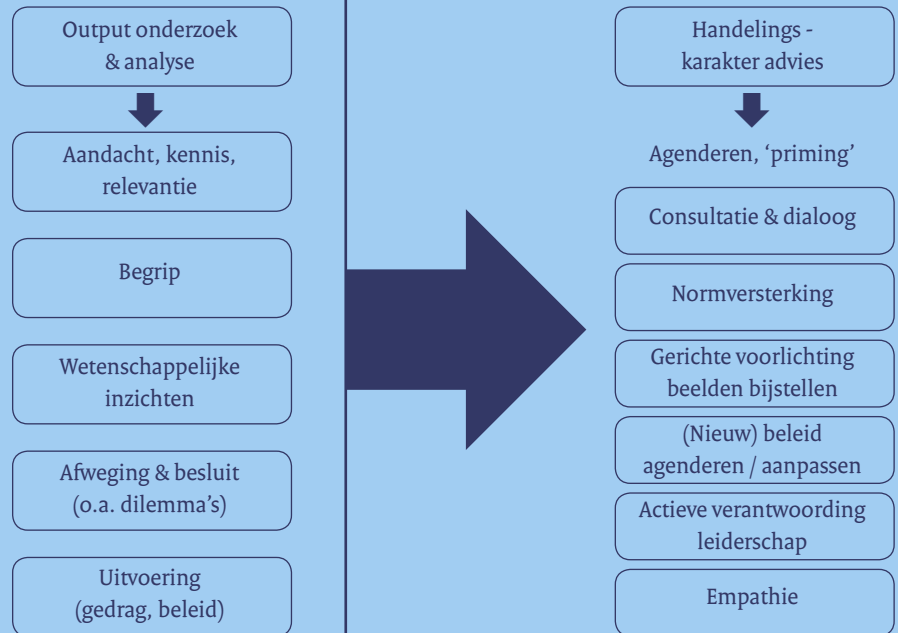 Output onderzoek
& analyse
Aandacht, kennis,
relevantie
Begrip
Wetenschappelijke
inzichten
Afweging & besluit
(o.a. dilemma’s)
Uitvoering
(gedrag, beleid)
Handelings -
karakter advies
Agenderen, ‘priming’
Consultatie & dialoog
Normversterking
Gerichte voorlichting
beelden bijstellen
(Nieuw) beleid
agenderen / aanpassen
Actieve verantwoording
leiderschap
Empathie